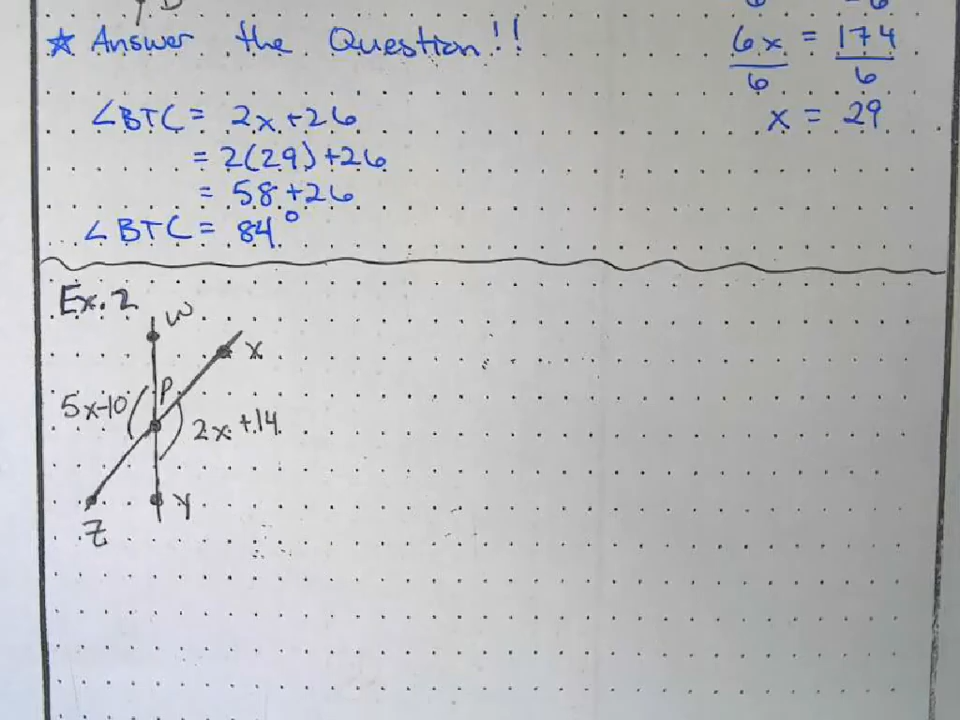 ☆ Answer the Question!!
6x = 174
6 6
x = 29
∠BTC = 2x+26
= 2(29)+26
= 58+26
∠BTC = 84°
Ex. 2
W
X
P
5x-10
2x+14
Y
Z